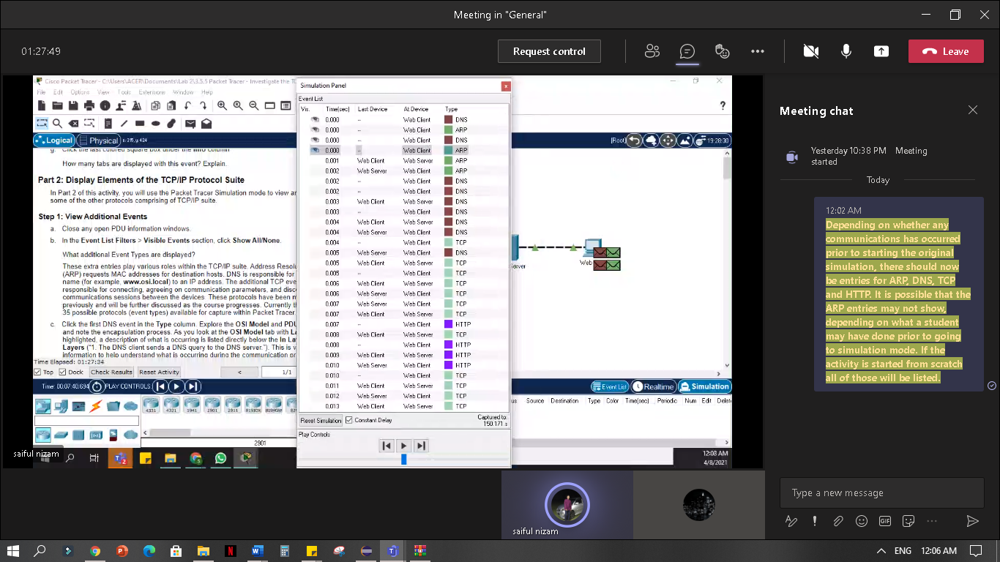 Meeting in "General"
01:27:49
Request control
Leave
Cisco Packet Tracer - C:\Users\ACER\Documents\Lab 2\3.5.5 Packet Tracer - Investigate the TC
File Edit Options View Tools Extensions Window Help
Logical Physical x: 315, y: 424
[Root] 19:28:30
g. Click the last colored square box under the Info column
How many tabs are displayed with this event? Explain.
Part 2: Display Elements of the TCP/IP Protocol Suite
In Part 2 of this activity, you will use the Packet Tracer Simulation mode to view an
some of the other protocols comprising of TCP/IP suite.
Step 1: View Additional Events
a. Close any open PDU information windows.
b. In the Event List Filters > Visible Events section, click Show All/None.
What additional Event Types are displayed?
These extra entries play various roles within the TCP/IP suite. Address Resolu
(ARP) requests MAC addresses for destination hosts. DNS is responsible for
name (for example, www.osi.local) to an IP address. The additional TCP eve
responsible for connecting, agreeing on communication parameters, and disc
communications sessions between the devices. These protocols have been m
previously and will be further discussed as the course progresses. Currently th
35 possible protocols (event types) available for capture within Packet Tracer.
c. Click the first DNS event in the Type column. Explore the OSI Model and PDU
and note the encapsulation process. As you look at the OSI Model tab with La
highlighted, a description of what is occurring is listed directly below the In Lay
Layers ("1. The DNS client sends a DNS query to the DNS server."). This is v
information to help understand what is occurring during the communication pr
Time Elapsed: 01:27:34
Top Dock Check Results Reset Activity < 1/1
Time: 00:07:40.694 PLAY CONTROLS:
4331 4321 1941 2901 2911 819IOX 819HGW
2901
Simulation Panel
Event List
Vis. Time(sec) Last Device At Device Type
0.000 -- Web Client DNS
0.000 -- Web Client ARP
0.000 -- Web Client DNS
0.000 -- Web Client ARP
0.001 Web Client Web Server ARP
0.002 Web Server Web Client ARP
0.002 -- Web Client DNS
0.002 -- Web Client DNS
0.003 Web Client Web Server DNS
0.003 -- Web Client DNS
0.004 Web Client Web Server DNS
0.004 Web Server Web Client DNS
0.004 -- Web Client TCP
0.005 Web Server Web Client DNS
0.005 Web Client Web Server TCP
0.005 -- Web Client TCP
0.006 Web Client Web Server TCP
0.006 Web Server Web Client TCP
0.007 Web Client Web Server TCP
0.007 Web Server Web Client TCP
0.007 -- Web Client HTTP
0.008 Web Client Web Server TCP
0.008 -- Web Client HTTP
0.009 Web Client Web Server HTTP
0.010 Web Server Web Client HTTP
0.010 -- Web Client TCP
0.011 Web Client Web Server TCP
0.012 Web Server Web Client TCP
0.013 Web Client Web Server TCP
Reset Simulation Constant Delay Captured to:
150.171 s
Play Controls
Server
Web
Event List Realtime Simulation
us Source Destination Type Color Time(sec) Periodic Num Edit Delete
12:08 AM
4/8/2021
saiful nizam
saiful nizam
Meeting chat
Yesterday 10:38 PM Meeting
started
Today
12:02 AM
Depending on whether any
communications has occurred
prior to starting the original
simulation, there should now
be entries for ARP, DNS, TCP
and HTTP. It is possible that the
ARP entries may not show,
depending on what a student
may have done prior to going
to simulation mode. If the
activity is started from scratch
all of those will be listed.
Type a new message
GIF
ENG 12:06 AM